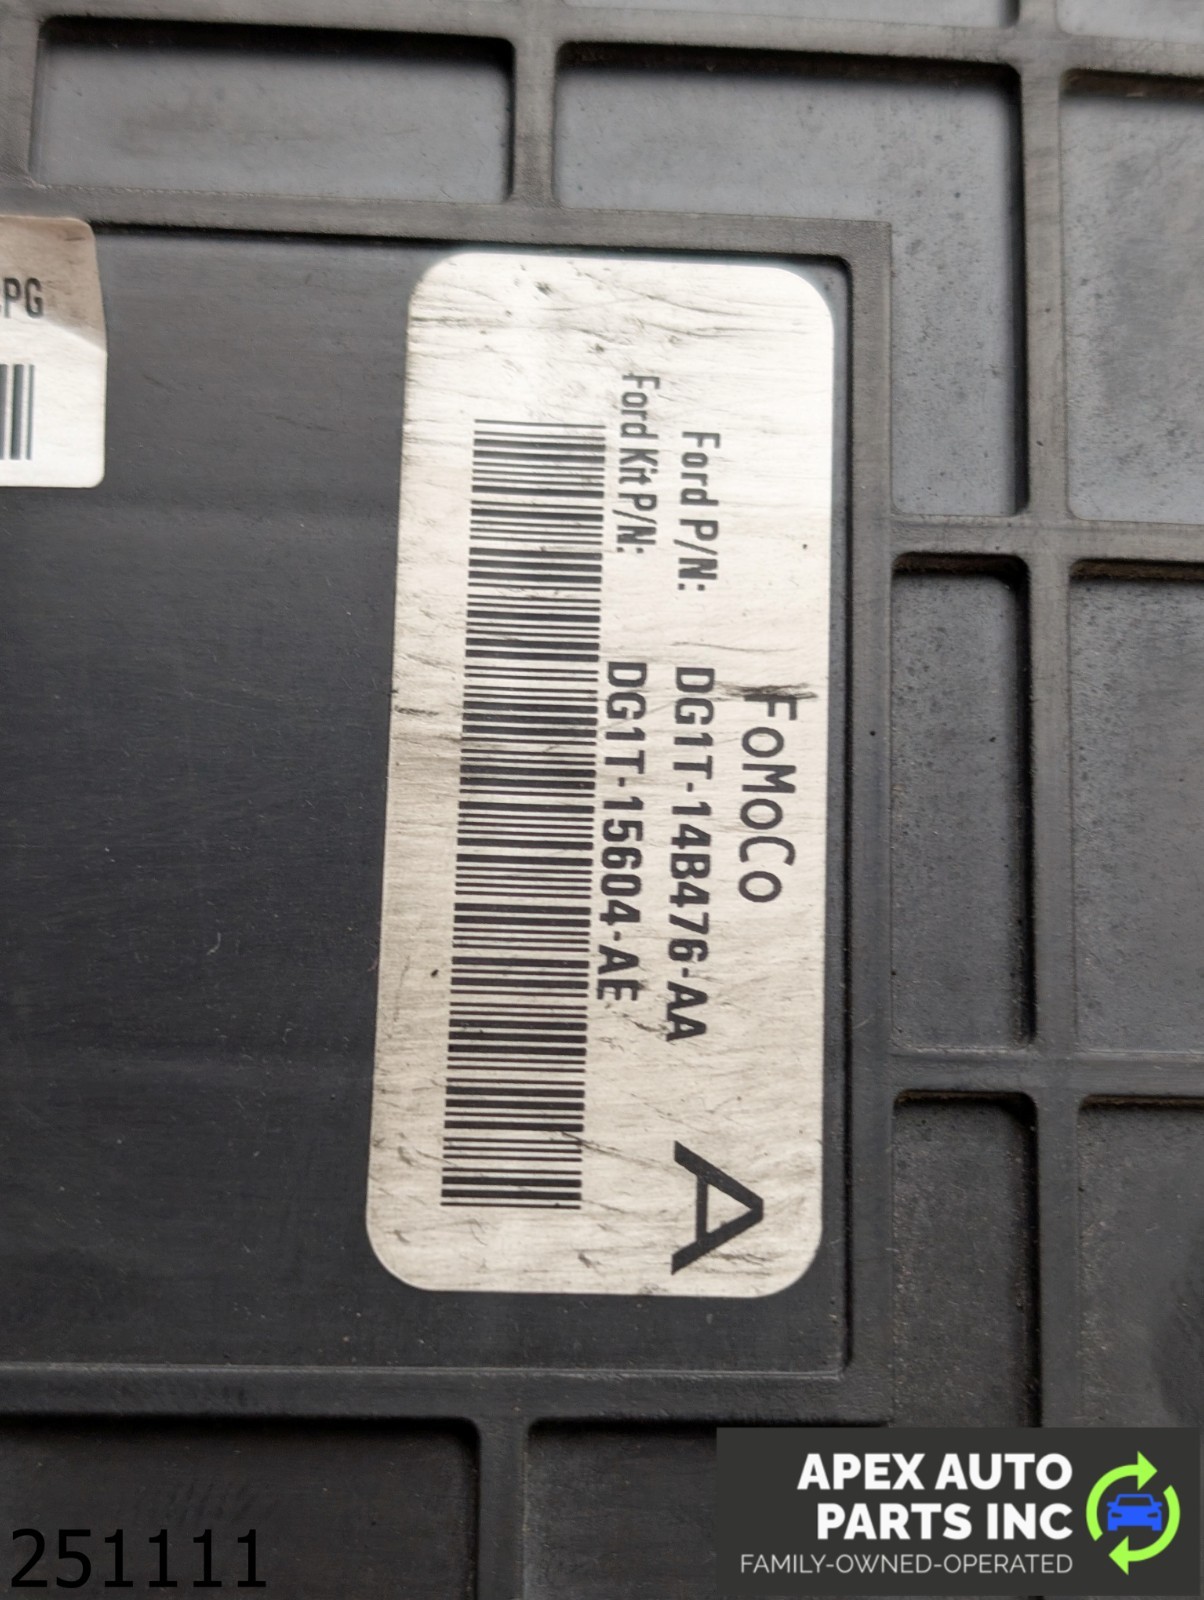 PG
FoMoCo
Ford P/N: DG1T-14B476-AA
Ford Kit P/N: DG1T-15604-AE
A
251111
APEX AUTO
PARTS INC
FAMILY-OWNED-OPERATED